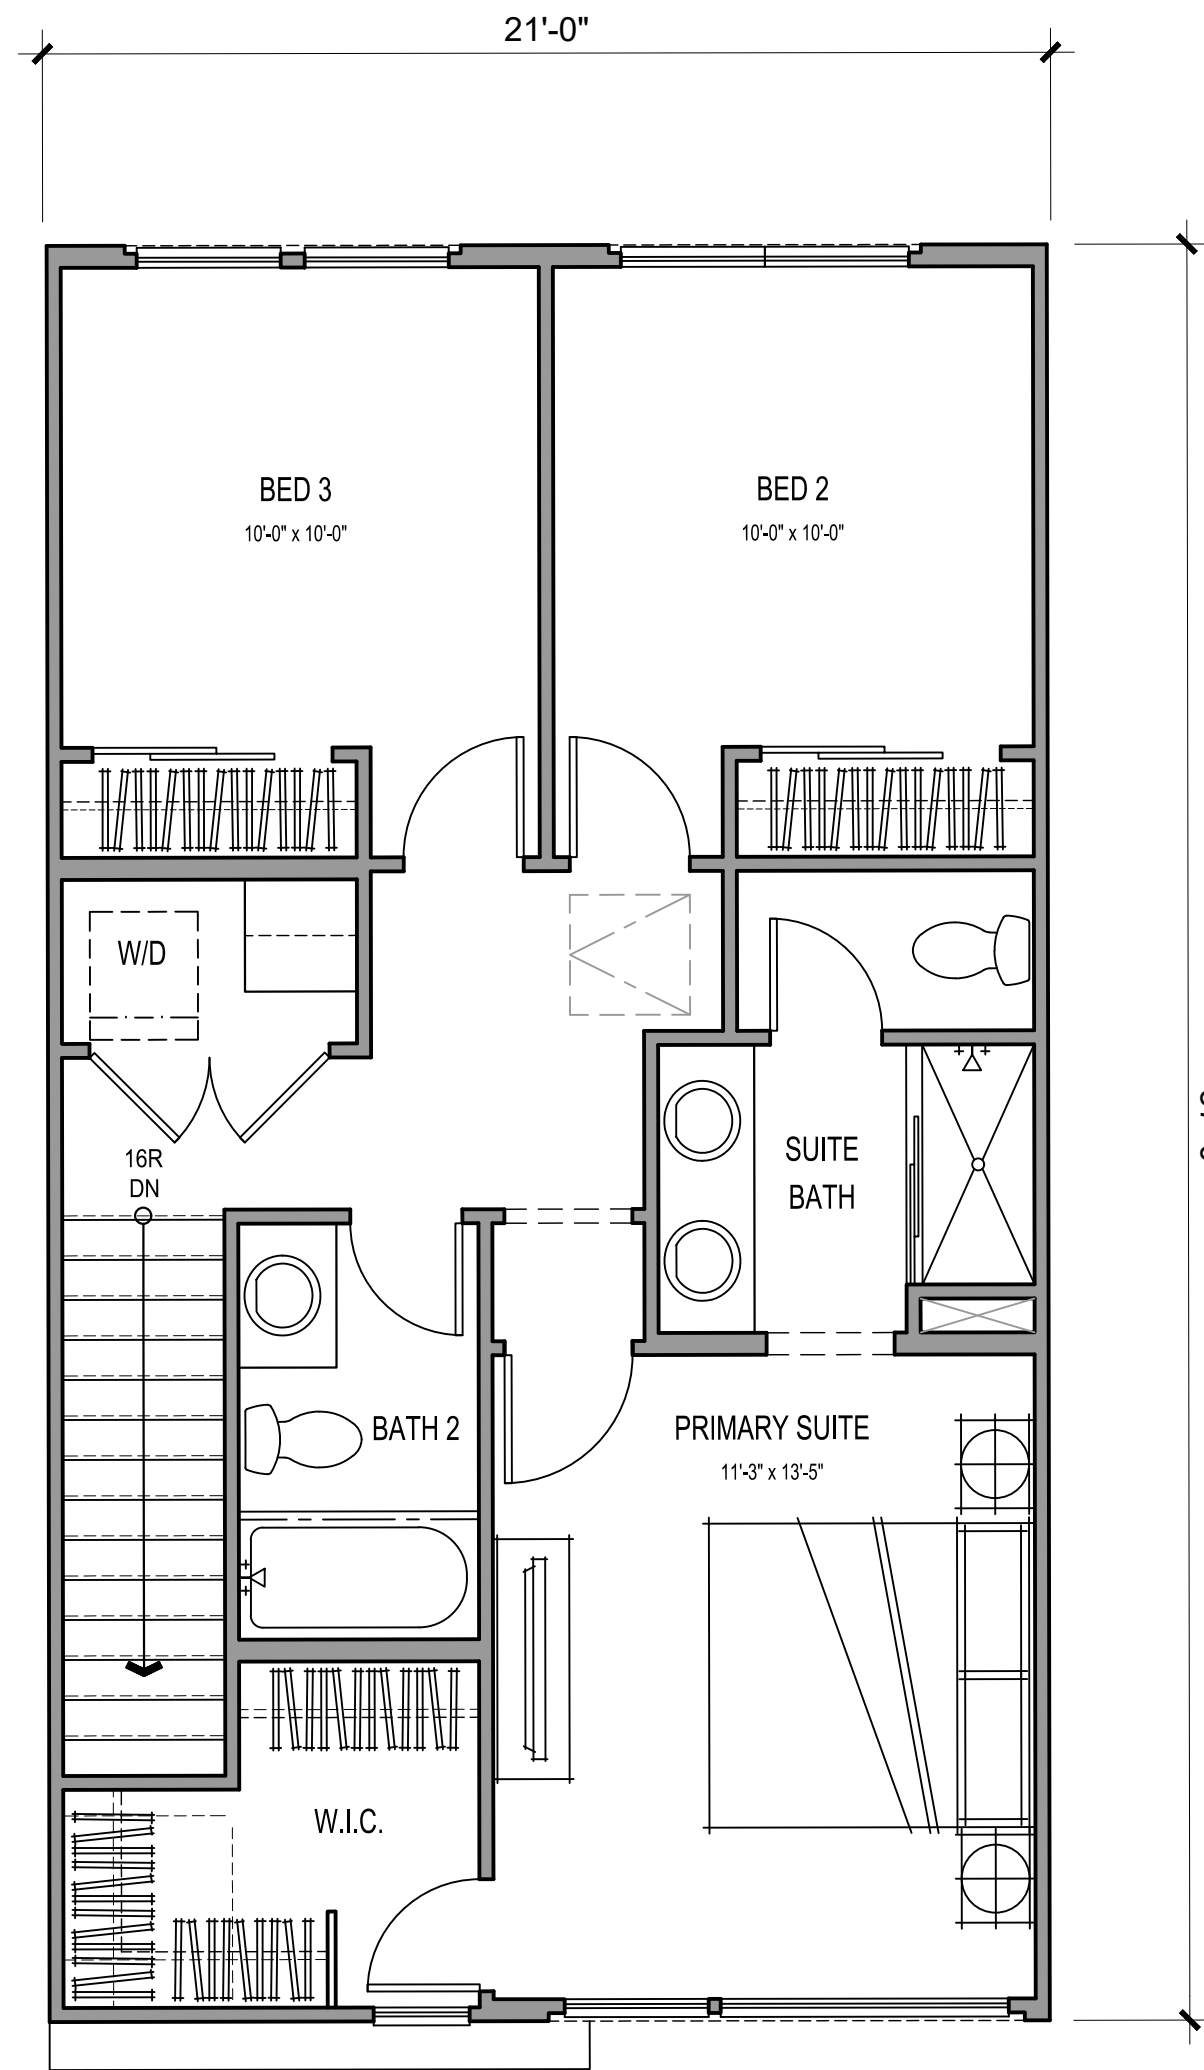 21'-0"
BED 3
10'-0" x 10'-0"
BED 2
10'-0" x 10'-0"
W/D
16R
DN
SUITE
BATH
BATH 2
PRIMARY SUITE
11'-3" x 13'-5"
W.I.C.